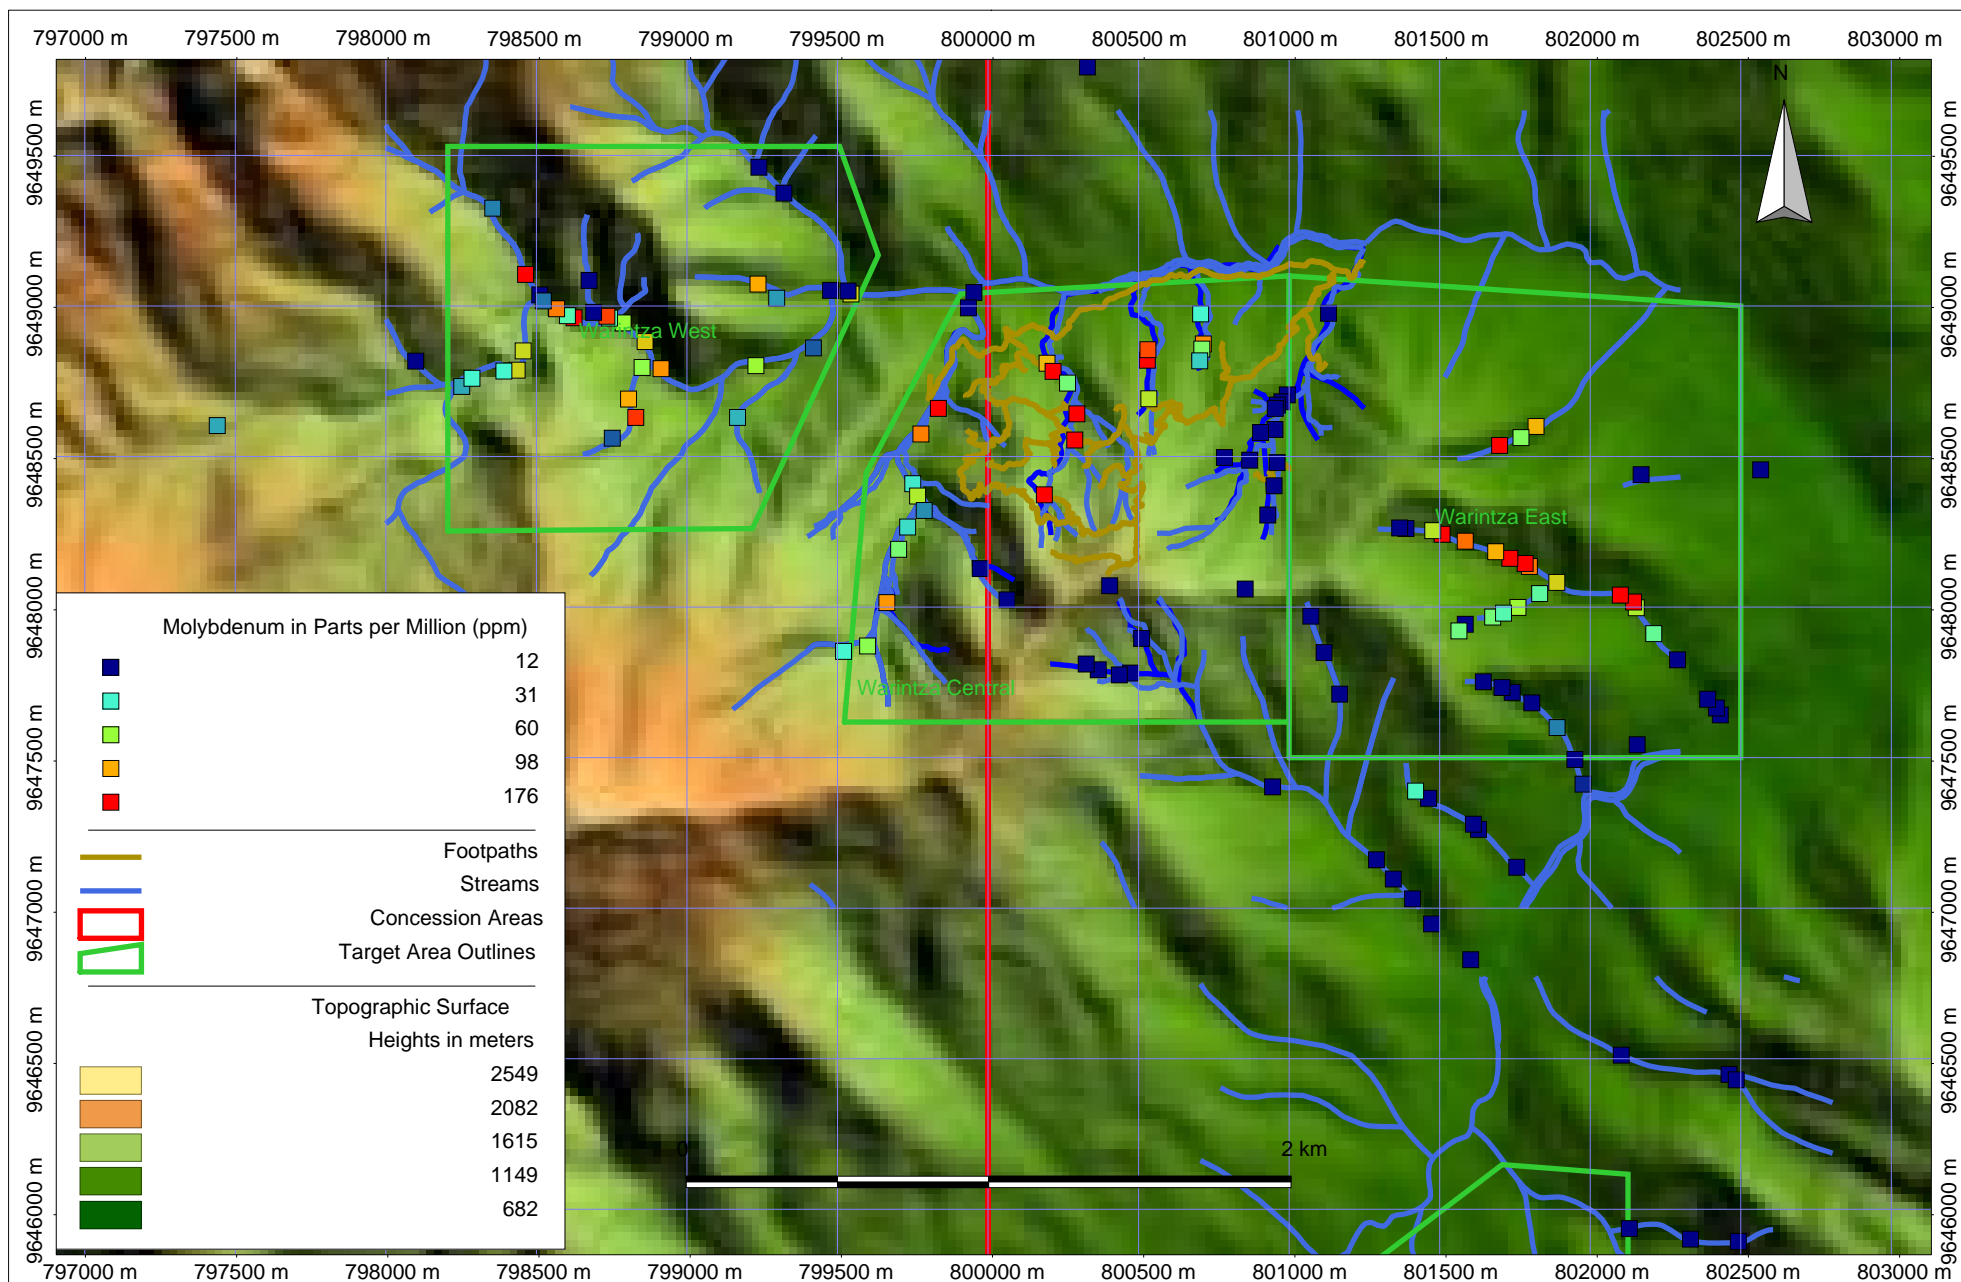 797000 m 797500 m 798000 m 798500 m 799000 m 799500 m 800000 m 800500 m 801000 m 801500 m 802000 m 802500 m 803000 m
N
9649500 m 9649500 m
9649000 m 9649000 m
Warintza West
9648500 m 9648500 m
Warintza East
9648000 m 9648000 m
Warintza Central
9647500 m 9647500 m
9647000 m 9647000 m
9646500 m 9646500 m
9646000 m 9646000 m
Molybdenum in Parts per Million (ppm)
12
31
60
98
176
Footpaths
Streams
Concession Areas
Target Area Outlines
Topographic Surface
Heights in meters
2549
2082
1615
1149
682
0 2 km
797000 m 797500 m 798000 m 798500 m 799000 m 799500 m 800000 m 800500 m 801000 m 801500 m 802000 m 802500 m 803000 m